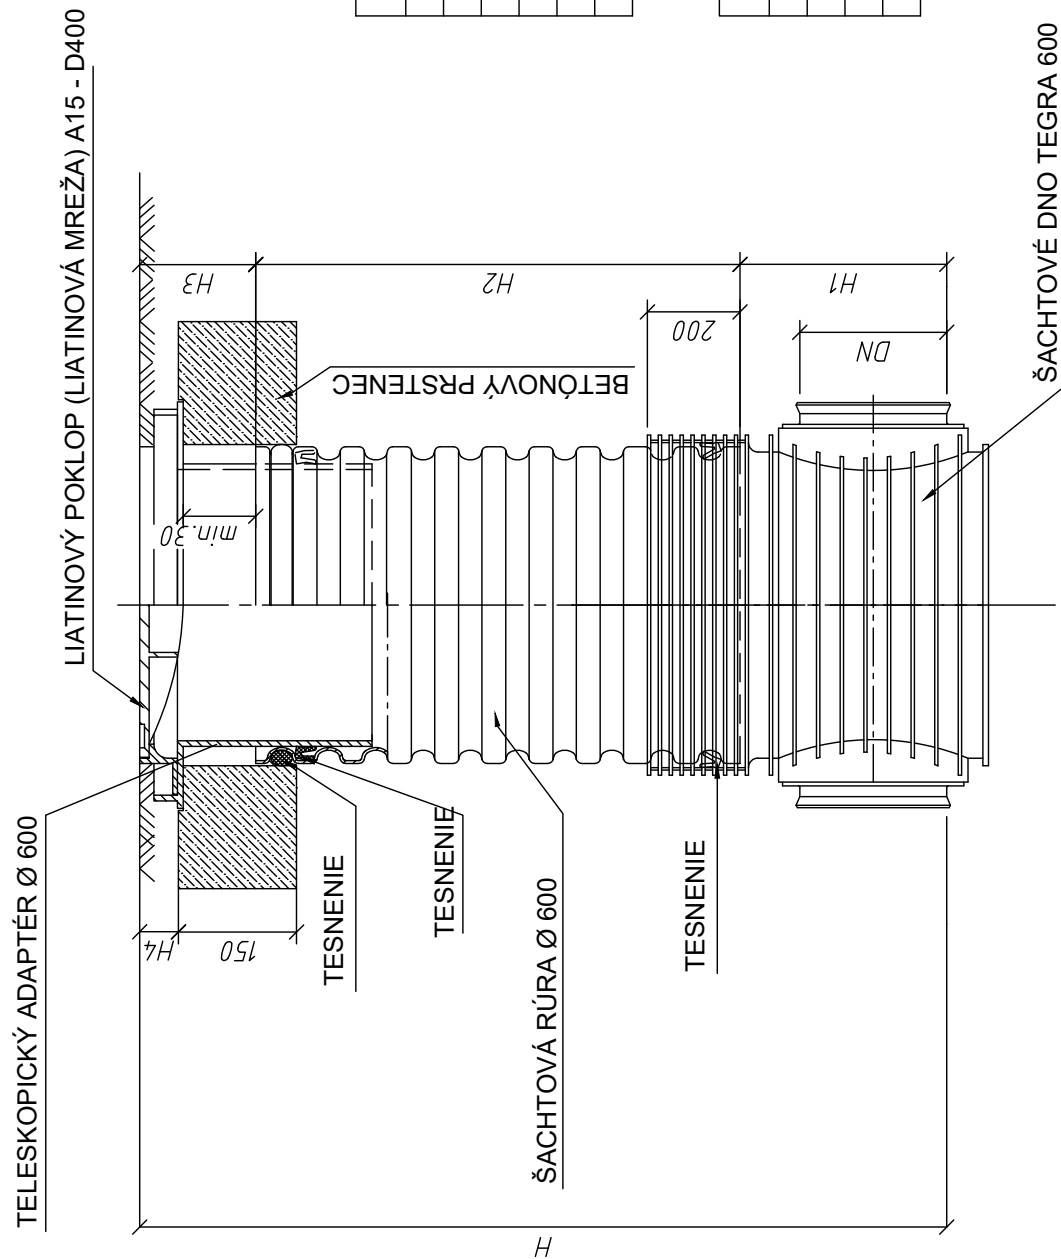 LIATINOVÝ POKLOP (LIATINOVÁ MREŽA) A15 - D400
TELESKOPICKÝ ADAPTÉR Ø 600
H3
H2
H1
200
DN
BETÓNOVÝ PRSTENEC
min.30
H4
150
TESNENIE
TESNENIE
TESNENIE
ŠACHTOVÁ RÚRA Ø 600
ŠACHTOVÉ DNO TEGRA 600
H